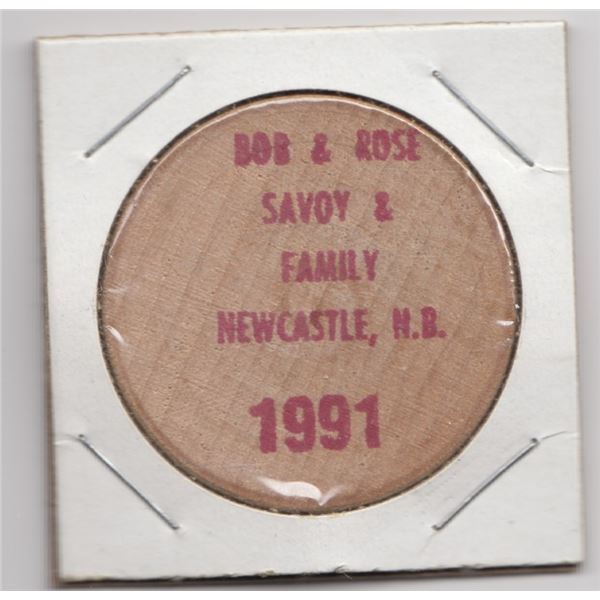 BOB & ROSE
SAVOY &
FAMILY
NEWCASTLE, N.B.
1991